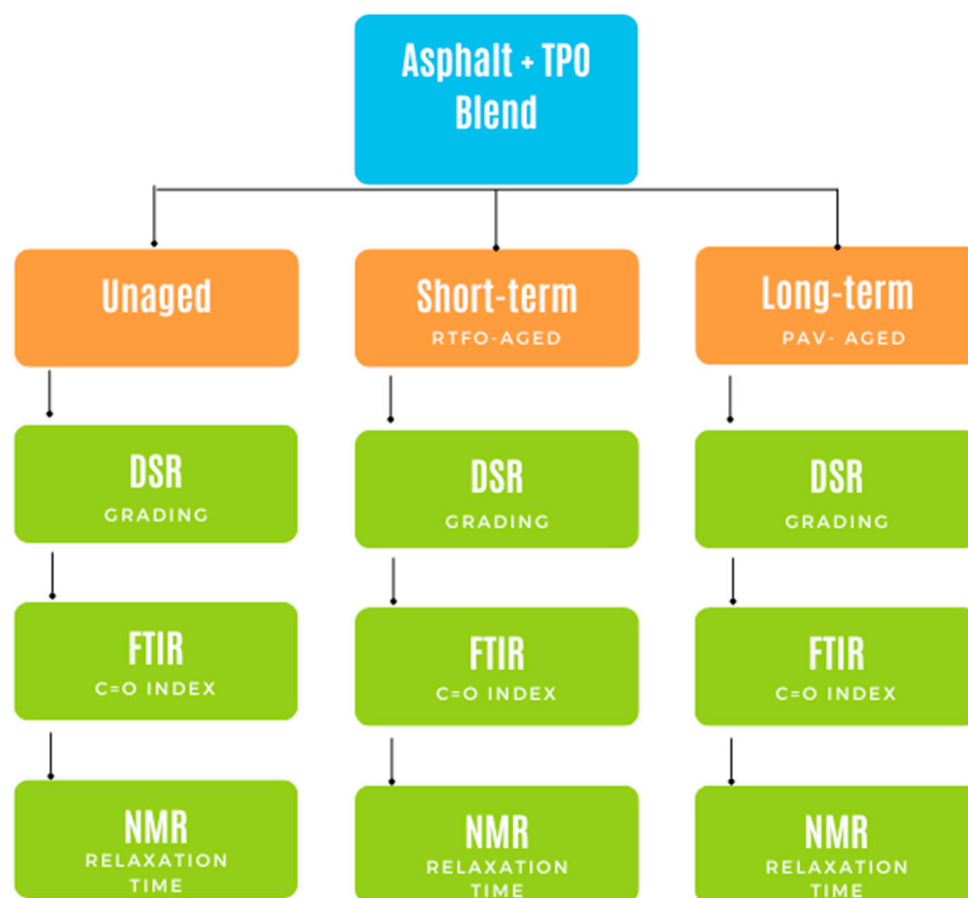 Asphalt + TPO
Blend
Unaged
Short-term
RTFO-AGED
Long-term
PAV- AGED
DSR
GRADING
DSR
GRADING
DSR
GRADING
FTIR
C=O INDEX
FTIR
C=O INDEX
FTIR
C=O INDEX
NMR
RELAXATION
TIME
NMR
RELAXATION
TIME
NMR
RELAXATION
TIME